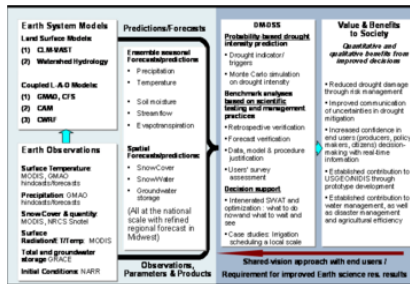 Earth System Models
Land Surface Models:
(1) CLM-VAST
(2) Watershed Hydrology
Coupled L-A-O Models:
(1) GMAO, CFS
(2) CAM
(3) CWRF
Earth Observations
Surface Temperature:
MODIS, GMAO
hindcasts/forecasts
Precipitation: GMAO
hindcasts/forecasts
SnowCover & quantity
MODIS, NRCS Snotel
Surface
Radiation/ET/Temp: MODIS
Total and groundwater
storage GRACE
Initial Conditions: NARR
Predictions/Forecasts
Ensemble seasonal
Forecasts/predictions:
• Precipitation
• Temperature
• Soil moisture
• Streamflow
• Evapotranspiration
Spatial
Forecasts/predictions:
• SnowCover
• SnowWater
• Groundwater
storage
(All at the national
scale with refined
regional forecast in
Midwest)
Observations,
Parameters & Products
DMOSS
Probability-based drought
intensity prediction
• Drought indicator/
triggers
• Monte Carlo simulation
on drought intensity
Benchmark analyses
based on scientific
testing and management
practices
• Retrospective verification
• Forecast verification
• Data, model & procedure
justification
• Users' survey
assessment
Decision support
• Intenerated SWAT and
optimization : what to do
now and what to wait and
see
• Case studies: Irrigation
scheduling a local scale
Value & Benefits
to Society
Quantitative and
qualitative benefits from
improved decisions
• Reduced drought damage
through risk management
• Improved communication
of uncertainties in drought
mitigation
• Increased confidence in
end users (producers, policy
makers, citizens) decision-
making with real-time
information
• Established contribution to
USGEO/NIDIS through
prototype development
• Established contribution to
water management, as well
as disaster management
and agricultural efficiency
Shared vision approach with end users /
Requirement for improved Earth science res. results